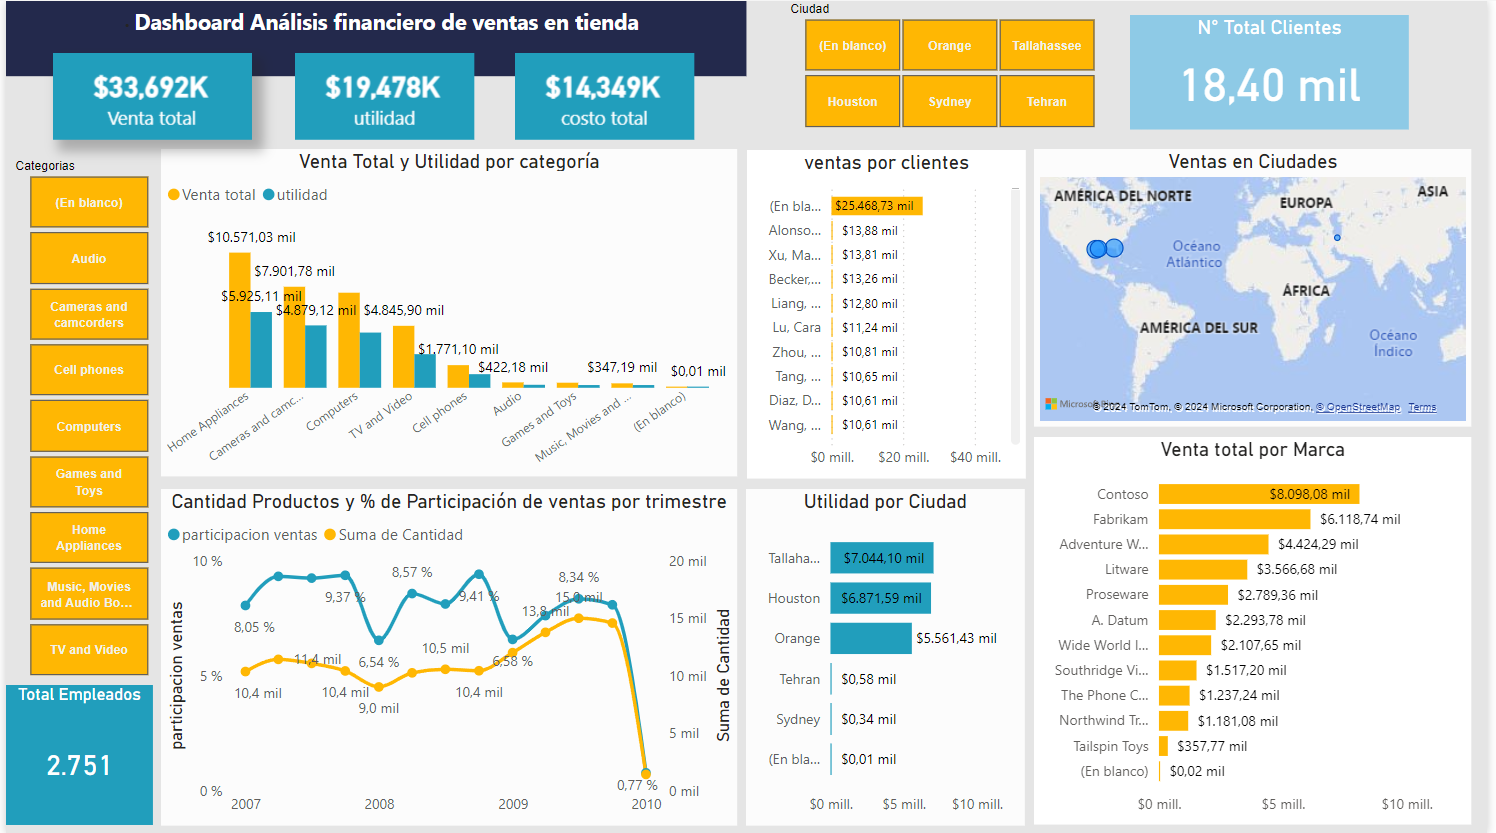 Dashboard Análisis financiero de ventas en tienda
$33,692K
Venta total
$19,478K
utilidad
$14,349K
costo total
Ciudad
(En blanco)
Orange
Tallahassee
Houston
Sydney
Tehran
N° Total Clientes
18,40 mil
Categorias
(En blanco)
Audio
Cameras and
camcorders
Cell phones
Computers
Games and
Toys
Home
Appliances
Music, Movies
and Audio Bo...
TV and Video
Total Empleados
2.751
Venta Total y Utilidad por categoría
Venta total
utilidad
$10.571,03 mil
$7.901,78 mil
$5.925,11 mil
$4.879,12 mil
$4.845,90 mil
$1.771,10 mil
$422,18 mil
$347,19 mil
$0,01 mil
Home Appliances
Cameras and camc...
Computers
TV and Video
Cell phones
Audio
Games and Toys
Music, Movies and ...
(En blanco)
ventas por clientes
(En bla... $25.468,73 mil
Alonso... $13,88 mil
Xu, Ma... $13,81 mil
Becker,... $13,26 mil
Liang, ... $12,80 mil
Lu, Cara $11,24 mil
Zhou, ... $10,81 mil
Tang, ... $10,65 mil
Diaz, D... $10,61 mil
Wang, ... $10,61 mil
$0 mill. $20 mill. $40 mill.
Ventas en Ciudades
AMÉRICA DEL NORTE
EUROPA
ASIA
Océano
Atlántico
ÁFRICA
AMÉRICA DEL SUR
Océano
Índico
© 2024 TomTom, © 2024 Microsoft Corporation, © OpenStreetMap Terms
Cantidad Productos y % de Participación de ventas por trimestre
participacion ventas
Suma de Cantidad
participacion ventas
10 %
5 %
0 %
8,05 %
9,37 %
6,54 %
8,57 %
9,41 %
6,58 %
8,34 %
0,77 %
10,4 mil
11,4 mil
10,4 mil
9,0 mil
10,5 mil
10,4 mil
13,8 mil
20 mil
15 mil
10 mil
5 mil
0 mil
Suma de Cantidad
2007 2008 2009 2010
Utilidad por Ciudad
Tallaha... $7.044,10 mil
Houston $6.871,59 mil
Orange $5.561,43 mil
Tehran $0,58 mil
Sydney $0,34 mil
(En bla... $0,01 mil
$0 mill. $5 mill. $10 mill.
Venta total por Marca
Contoso $8.098,08 mil
Fabrikam $6.118,74 mil
Adventure W... $4.424,29 mil
Litware $3.566,68 mil
Proseware $2.789,36 mil
A. Datum $2.293,78 mil
Wide World I... $2.107,65 mil
Southridge Vi... $1.517,20 mil
The Phone C... $1.237,24 mil
Northwind Tr... $1.181,08 mil
Tailspin Toys $357,77 mil
(En blanco) $0,02 mil
$0 mill. $5 mill. $10 mill.